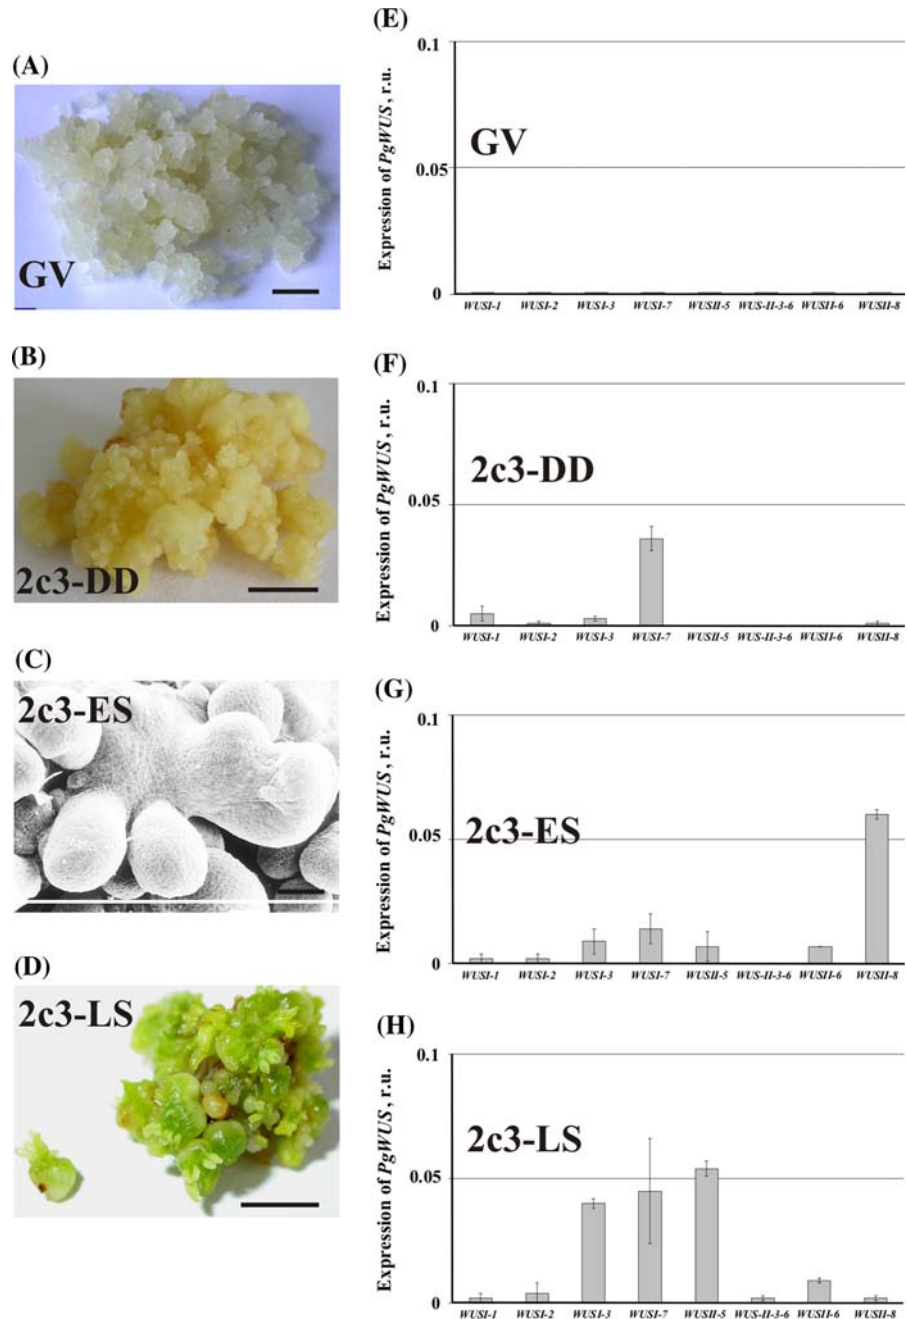 (A)
GV
(E)
Expression of PgWUS, r.u.
0.1
0.05
0
GV
WUSI-1 WUSI-2 WUSI-3 WUSI-7 WUSII-5 WUS-II-3-6 WUSII-6 WUSII-8
(B)
2c3-DD
(F)
Expression of PgWUS, r.u.
0.1
0.05
0
2c3-DD
WUSI-1 WUSI-2 WUSI-3 WUSI-7 WUSII-5 WUS-II-3-6 WUSII-6 WUSII-8
(C)
2c3-ES
(G)
Expression of PgWUS, r.u.
0.1
0.05
0
2c3-ES
WUSI-1 WUSI-2 WUSI-3 WUSI-7 WUSII-5 WUS-II-3-6 WUSII-6 WUSII-8
(D)
2c3-LS
(H)
Expression of PgWUS, r.u.
0.1
0.05
0
2c3-LS
WUSI-1 WUSI-2 WUSI-3 WUSI-7 WUSII-5 WUS-II-3-6 WUSII-6 WUSII-8